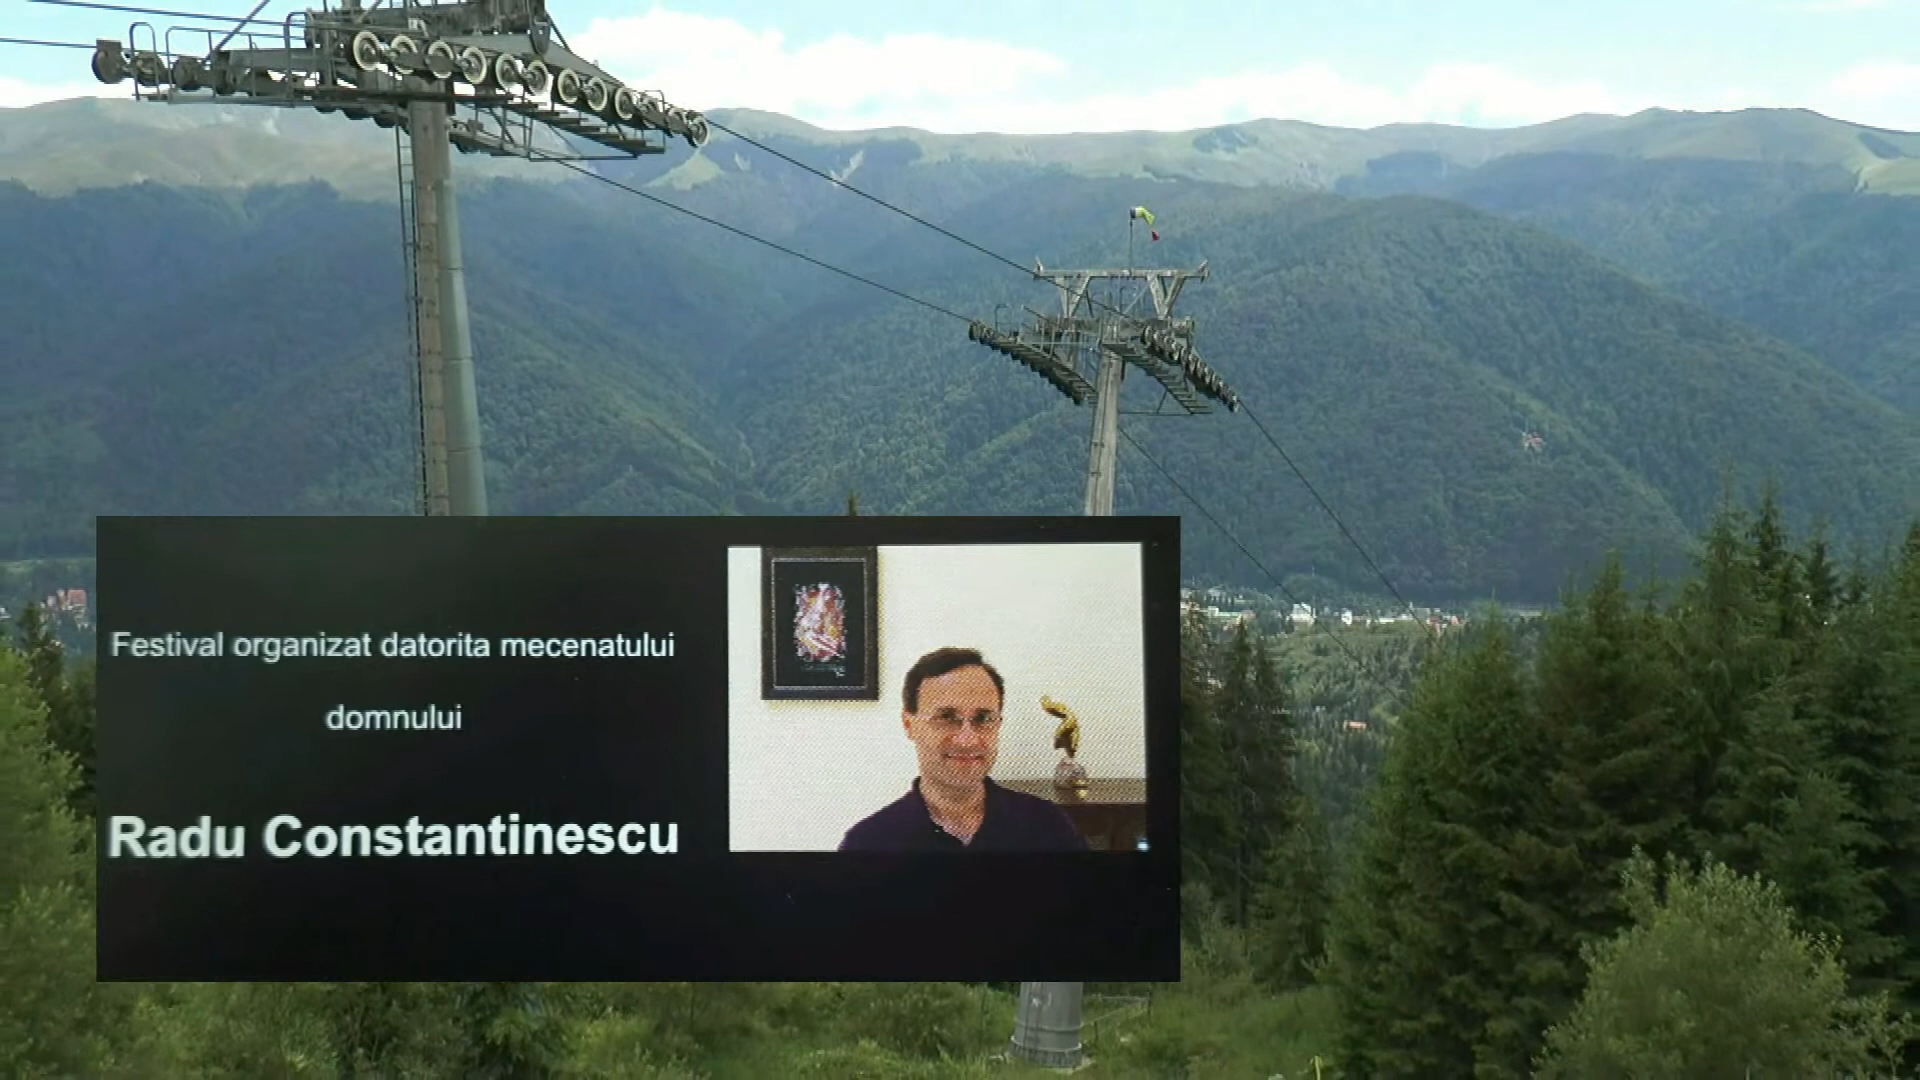 Festival organizat datorita mecenatului
domnului
Radu Constantinescu